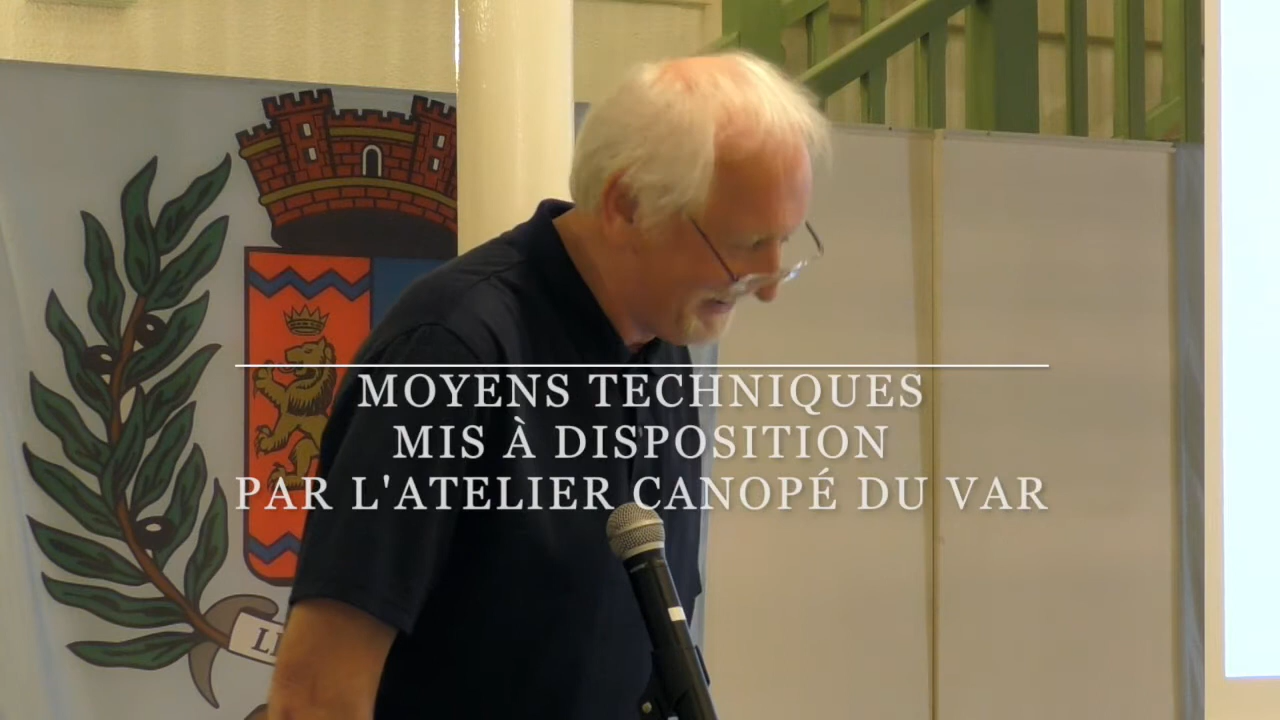 MOYENS TECHNIQUES
MIS À DISPOSITION
PAR L'ATELIER CANOPÉ DU VAR